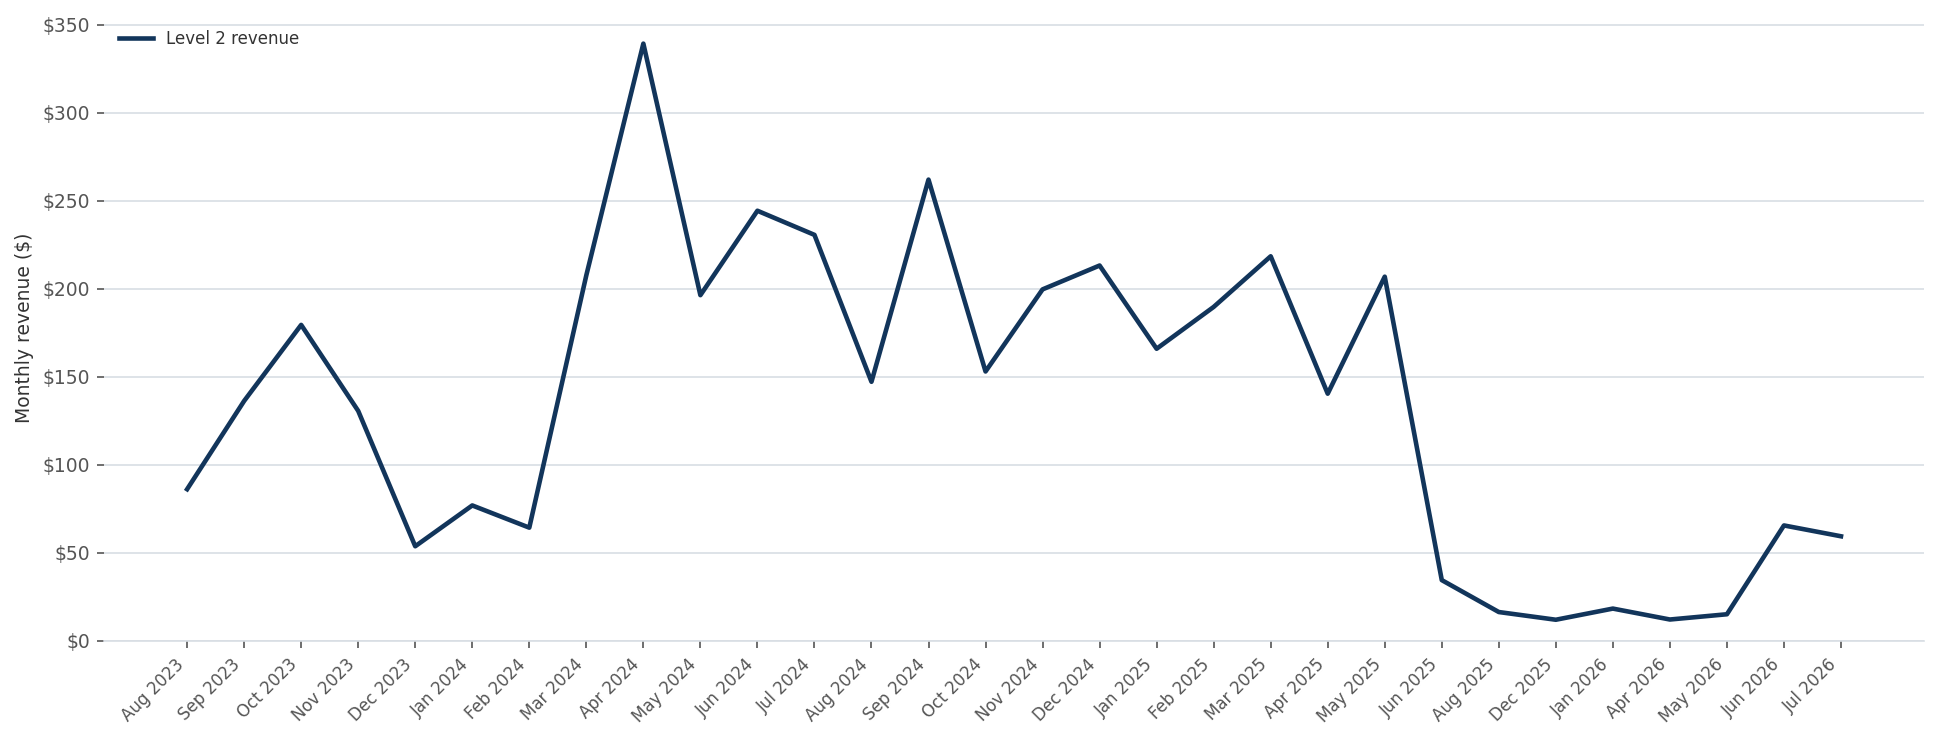 $350
Level 2 revenue
$300
$250
$200
$150
$100
$50
$0
Monthly revenue ($)
Aug 2023
Sep 2023
Oct 2023
Nov 2023
Dec 2023
Jan 2024
Feb 2024
Mar 2024
Apr 2024
May 2024
Jun 2024
Jul 2024
Aug 2024
Sep 2024
Oct 2024
Nov 2024
Dec 2024
Jan 2025
Feb 2025
Mar 2025
Apr 2025
May 2025
Jun 2025
Aug 2025
Dec 2025
Jan 2026
Apr 2026
May 2026
Jun 2026
Jul 2026